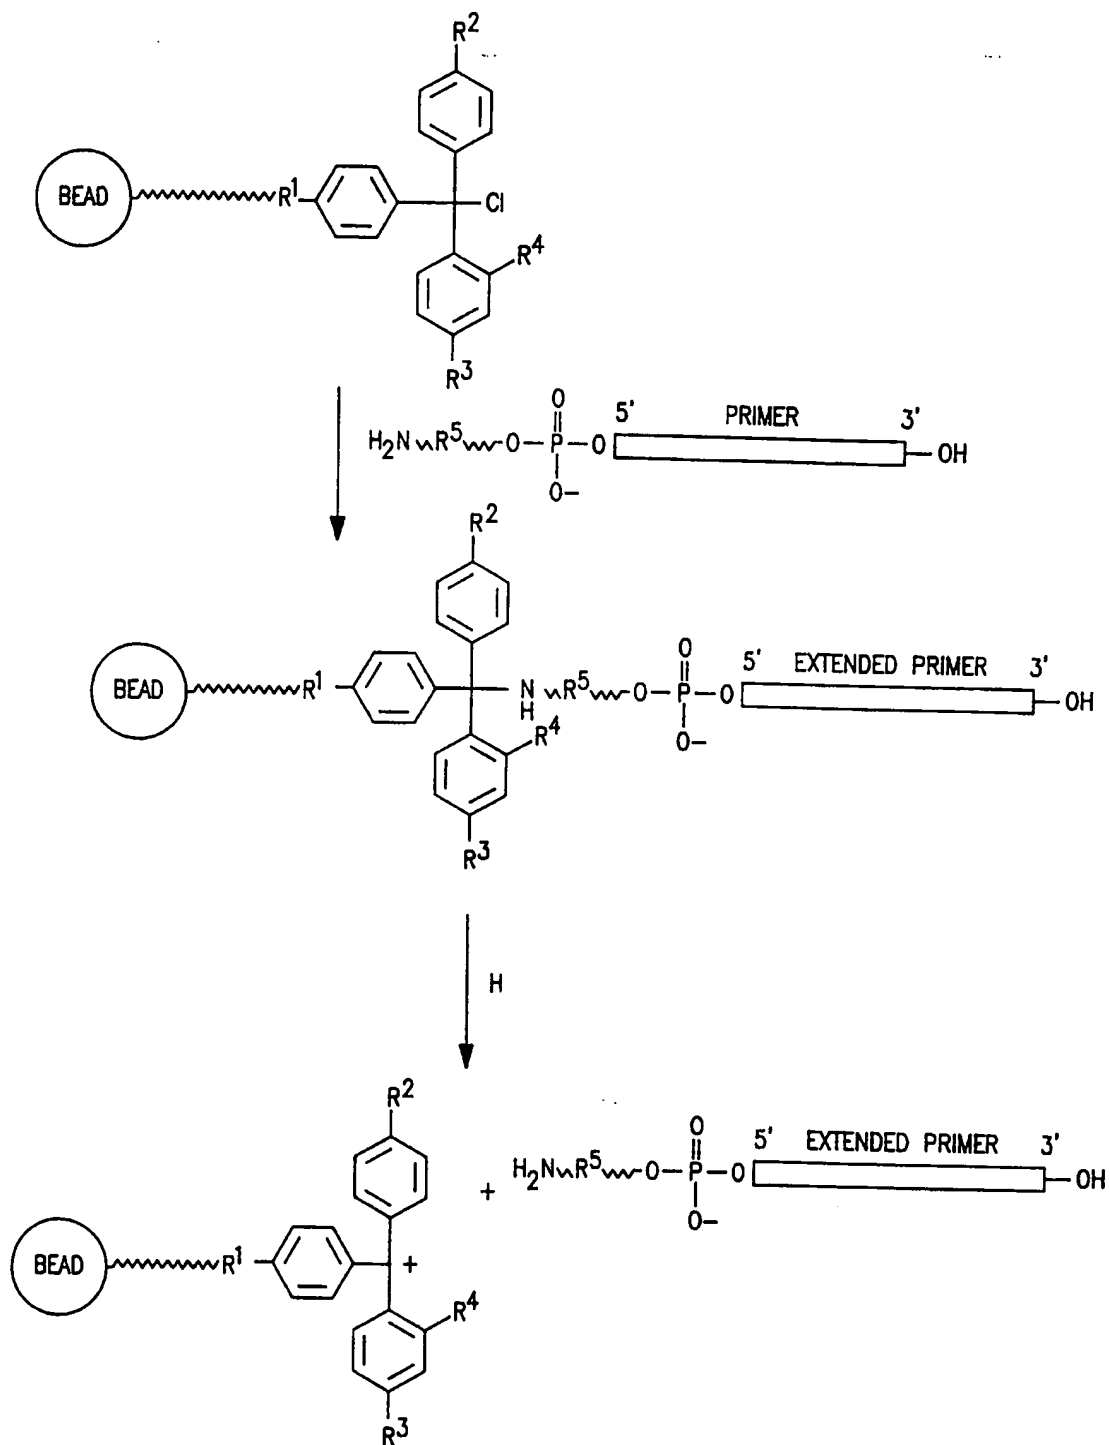 R²
BEAD
R¹
Cl
R⁴
R³
O
5' PRIMER 3'
H₂N R⁵ O P O OH
O–
R²
O
5' EXTENDED PRIMER 3'
BEAD
R¹
N R⁵ O P O OH
H
O–
R⁴
R³
H
R²
O
5' EXTENDED PRIMER 3'
+ H₂N R⁵ O P O OH
O–
BEAD
R¹
+
R⁴
R³